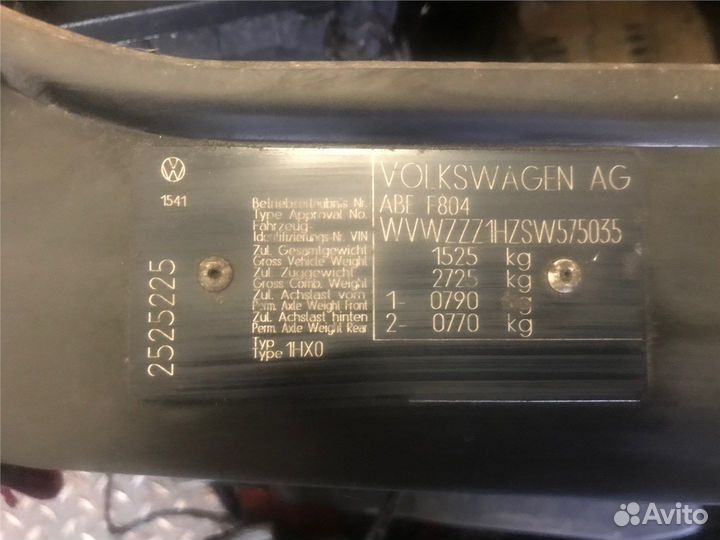 1541
2525225
Betriebserlaubnis Nr.
Type Approval No.
Fahrzeug-
Identifizierungs-Nr. VIN
Zul. Gesamtgewicht
Gross Vehicle Weight
Zul. Zuggewicht
Gross Comb. Weight
Zul. Achslast vorn
Perm. Axle Weight Front
Zul. Achslast hinten
Perm. Axle Weight Rear
Typ
Type 1HX0
VOLKSWAGEN AG
ABE F804
WVWZZZ1HZSW575035
1525 kg
2725 kg
1- 0790 kg
2- 0770 kg
Avito